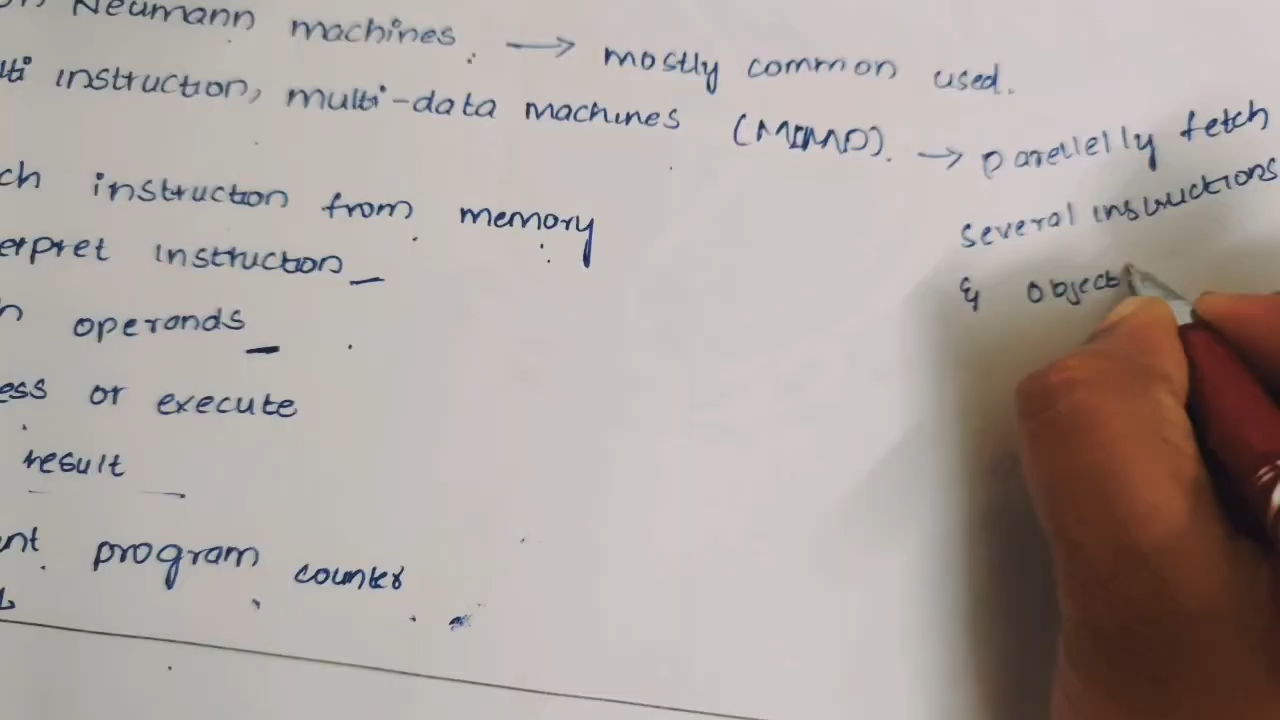 Neumann machines. → mostly common used.
lti instruction, multi-data machines (MIMD). → parellelly fetch
several instructions
& object
ch instruction from memory
erpret instruction
n operands
ess or execute
result
nt program counter